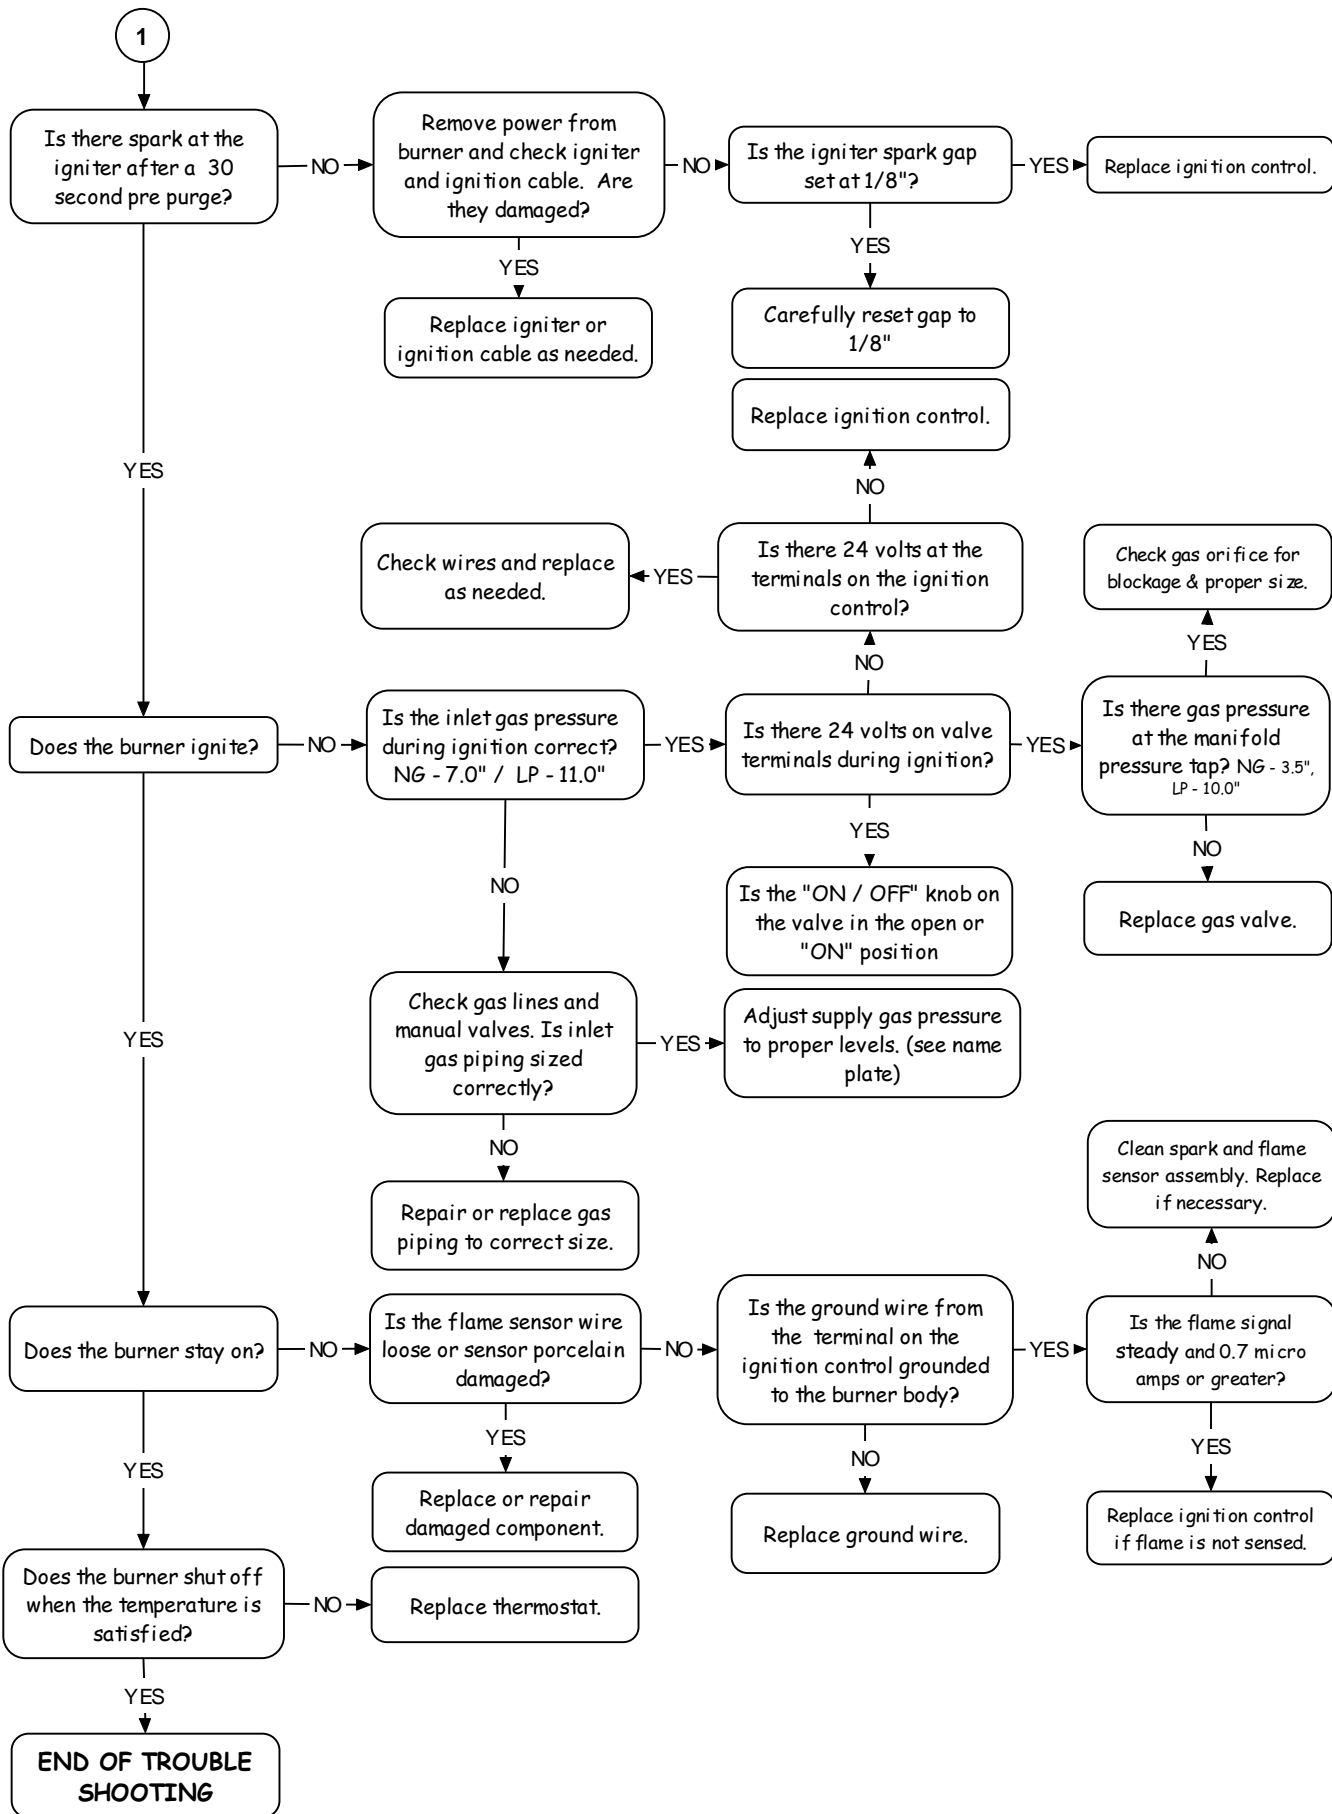 1
Is there spark at the
igniter after a 30
second pre purge?
NO
Remove power from
burner and check igniter
and ignition cable. Are
they damaged?
NO
Is the igniter spark gap
set at 1/8"?
YES
Replace ignition control.
YES
Replace igniter or
ignition cable as needed.
YES
Carefully reset gap to
1/8"
Replace ignition control.
NO
YES
Check wires and replace
as needed.
YES
Is there 24 volts at the
terminals on the ignition
control?
Check gas orifice for
blockage & proper size.
YES
NO
Does the burner ignite?
NO
Is the inlet gas pressure
during ignition correct?
NG - 7.0" / LP - 11.0"
YES
Is there 24 volts on valve
terminals during ignition?
YES
Is there gas pressure
at the manifold
pressure tap? NG - 3.5",
LP - 10.0"
YES
NO
Is the "ON / OFF" knob on
the valve in the open or
"ON" position
Replace gas valve.
NO
YES
Check gas lines and
manual valves. Is inlet
gas piping sized
correctly?
YES
Adjust supply gas pressure
to proper levels. (see name
plate)
NO
Repair or replace gas
piping to correct size.
Clean spark and flame
sensor assembly. Replace
if necessary.
NO
Does the burner stay on?
NO
Is the flame sensor wire
loose or sensor porcelain
damaged?
NO
Is the ground wire from
the terminal on the
ignition control grounded
to the burner body?
YES
Is the flame signal
steady and 0.7 micro
amps or greater?
YES
YES
NO
YES
Replace or repair
damaged component.
Replace ground wire.
Replace ignition control
if flame is not sensed.
Does the burner shut off
when the temperature is
satisfied?
NO
Replace thermostat.
YES
END OF TROUBLE
SHOOTING